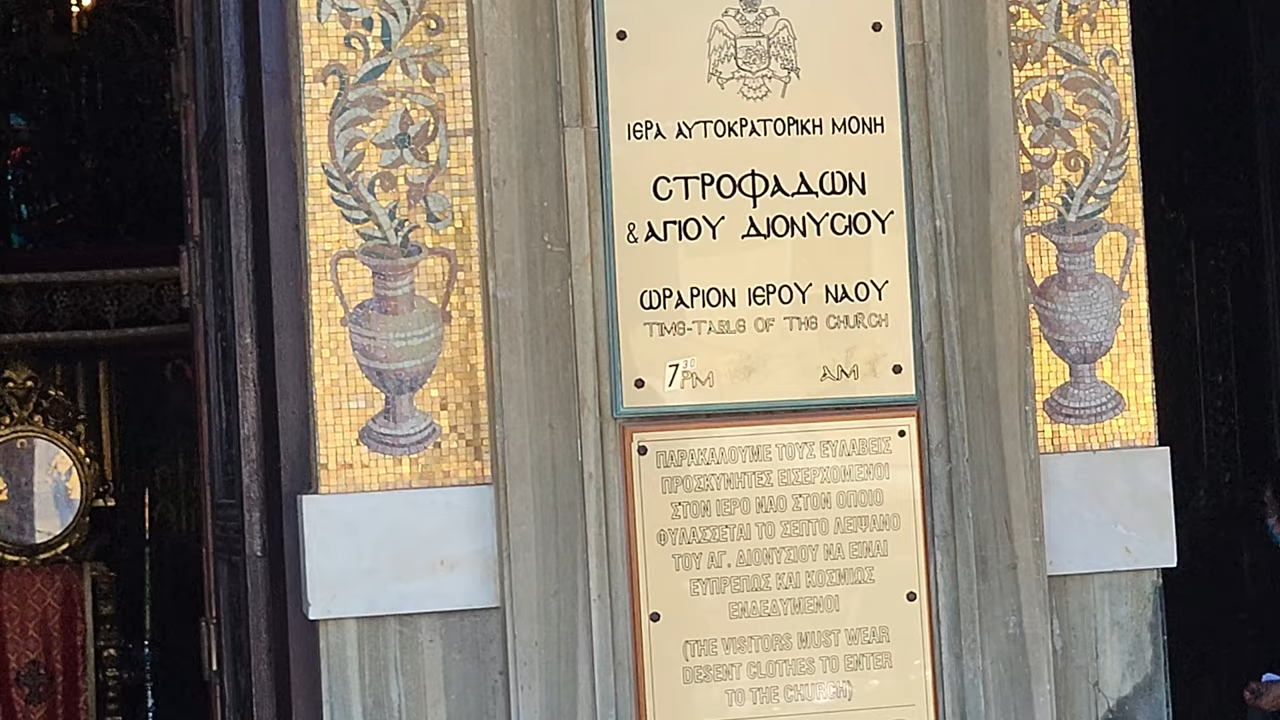 ΙΕΡΑ ΑΥΤΟΚΡΑΤΟΡΙΚΗ ΜΟΝΗ
ΣΤΡΟΦΑΔΩΝ
& ΑΓΙΟΥ ΔΙΟΝΥΣΙΟΥ
ΩΡΑΡΙΟΝ ΙΕΡΟΥ ΝΑΟΥ
TIME-TABLE OF THE CHURCH
7³⁰ PM AM
ΠΑΡΑΚΑΛΟΥΜΕ ΤΟΥΣ ΕΥΛΑΒΕΙΣ
ΠΡΟΣΚΥΝΗΤΕΣ ΕΙΣΕΡΧΟΜΕΝΟΙ
ΣΤΟΝ ΙΕΡΟ ΝΑΟ ΣΤΟΝ ΟΠΟΙΟ
ΦΥΛΑΣΣΕΤΑΙ ΤΟ ΣΕΠΤΟ ΛΕΙΨΑΝΟ
ΤΟΥ ΑΓ. ΔΙΟΝΥΣΙΟΥ ΝΑ ΕΙΝΑΙ
ΕΥΠΡΕΠΩΣ ΚΑΙ ΚΟΣΜΙΩΣ
ΕΝΔΕΔΥΜΕΝΟΙ
(THE VISITORS MUST WEAR
DESENT CLOTHES TO ENTER
TO THE CHURCH)